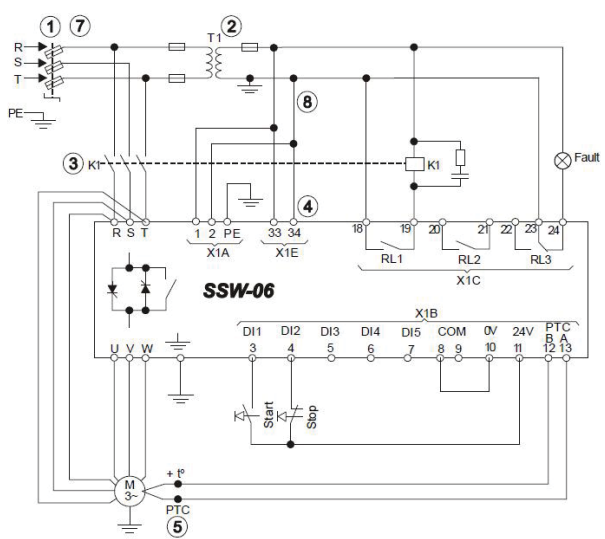 1 7 2
T1
R
S
T
8
PE
3 K1 K1 Fault
4
R S T 1 2 PE 33 34 18 19 20 21 22 23 24
X1A X1E RL1 RL2 RL3
X1C
SSW-06
X1B
DI1 DI2 DI3 DI4 DI5 COM 0V 24V PTC
B A
U V W 3 4 5 6 7 8 9 10 11 12 13
Start
Stop
+ tº
M
3~
PTC
5